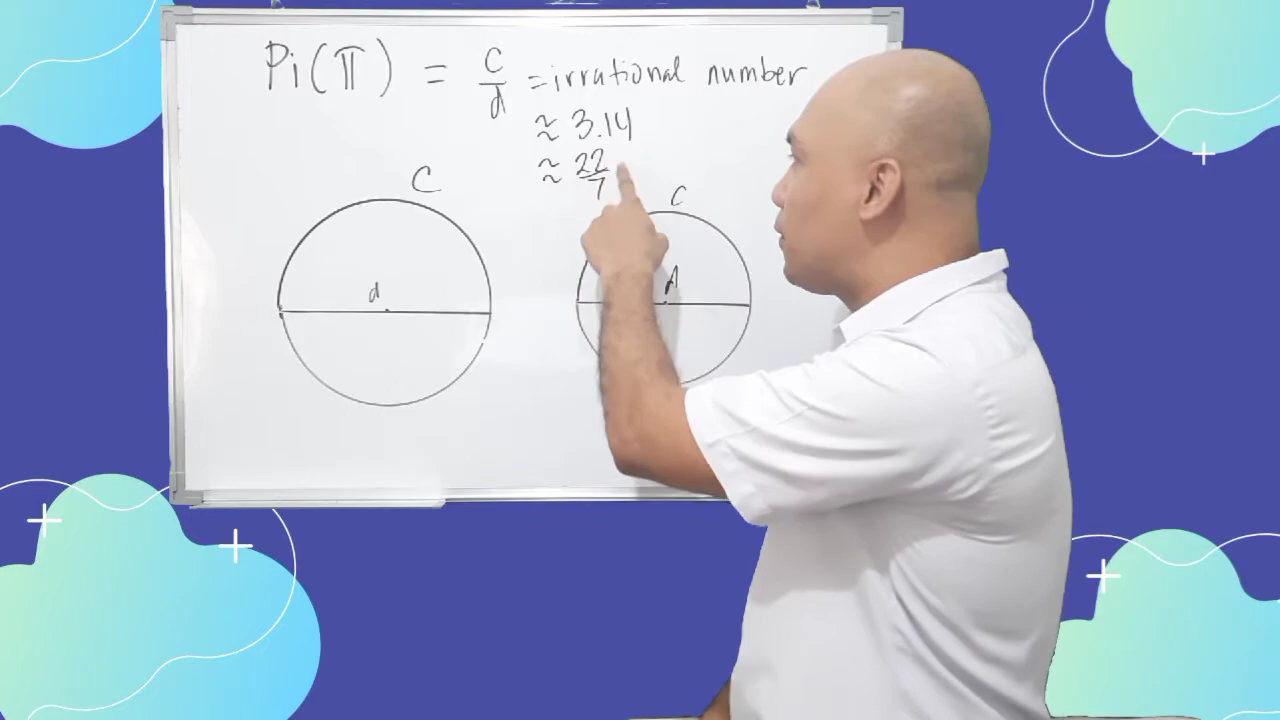 Pi(π) = C/d = irrational number
≈ 3.14
≈ 22/7
C
C
d
d